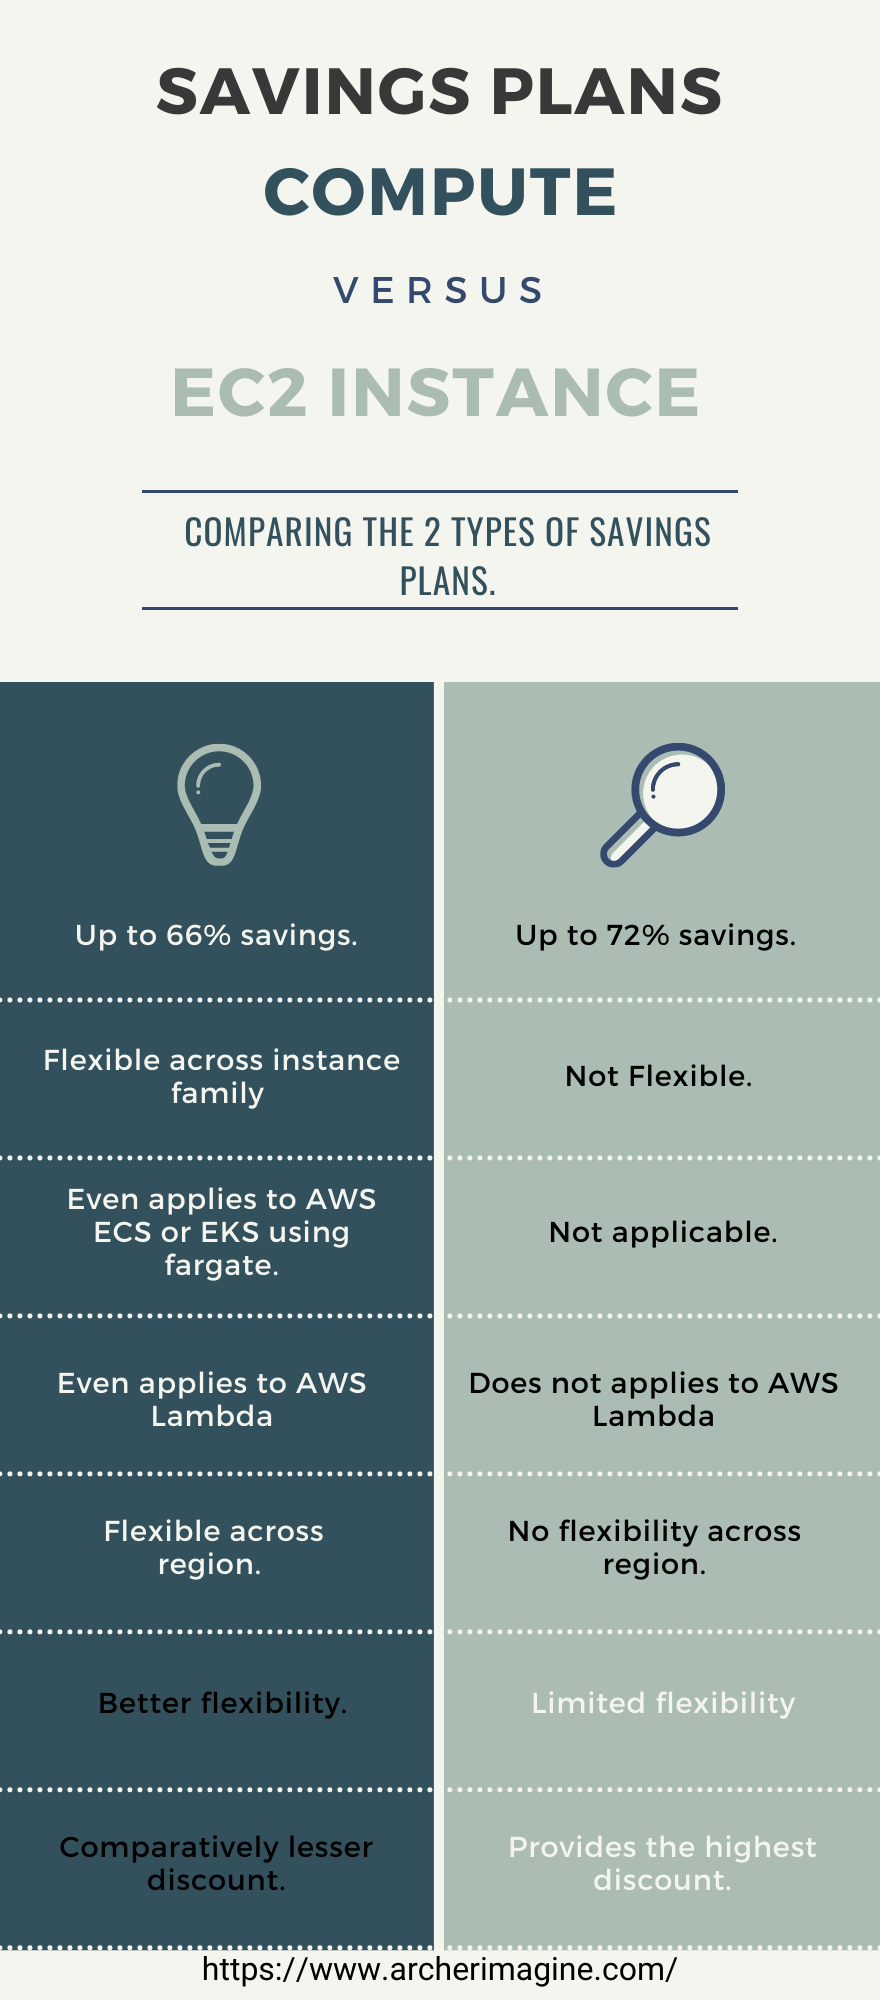 SAVINGS PLANS
COMPUTE
VERSUS
EC2 INSTANCE
COMPARING THE 2 TYPES OF SAVINGS
PLANS.
Up to 66% savings.
Up to 72% savings.
Flexible across instance
family
Not Flexible.
Even applies to AWS
ECS or EKS using
fargate.
Not applicable.
Even applies to AWS
Lambda
Does not applies to AWS
Lambda
Flexible across
region.
No flexibility across
region.
Better flexibility.
Limited flexibility
Comparatively lesser
discount.
Provides the highest
discount.
https://www.archerimagine.com/